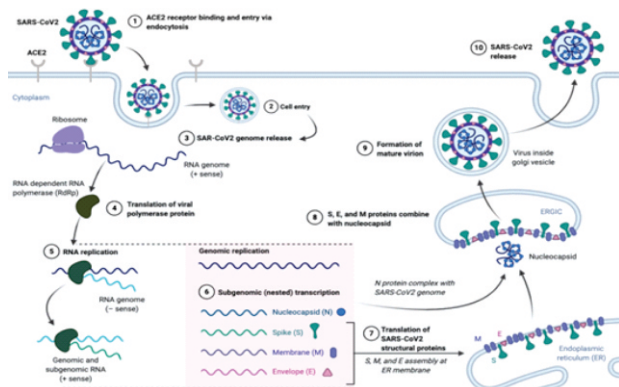 SARS-CoV2
1 ACE2 receptor binding and entry via
endocytosis
ACE2
Cytoplasm
2 Cell entry
3 SAR-CoV2 genome release
Ribosome
RNA genome
(+ sense)
RNA dependent RNA
polymerase (RdRp)
4 Translation of viral
polymerase protein
5 RNA replication
RNA genome
(− sense)
Genomic and
subgenomic RNA
(+ sense)
Genomic replication
6 Subgenomic (nested) transcription
Nucleocapsid (N)
Spike (S)
Membrane (M)
Envelope (E)
N protein complex with
SARS-CoV2 genome
7 Translation of
SARS-CoV2
structural proteins
S, M, and E assembly at
ER membrane
M
E
S
Endoplasmic
reticulum (ER)
8 S, E, and M proteins combine
with nucleocapsid
ERGIC
Nucleocapsid
9 Formation of
mature virion
Virus inside
golgi vesicle
10 SARS-CoV2
release